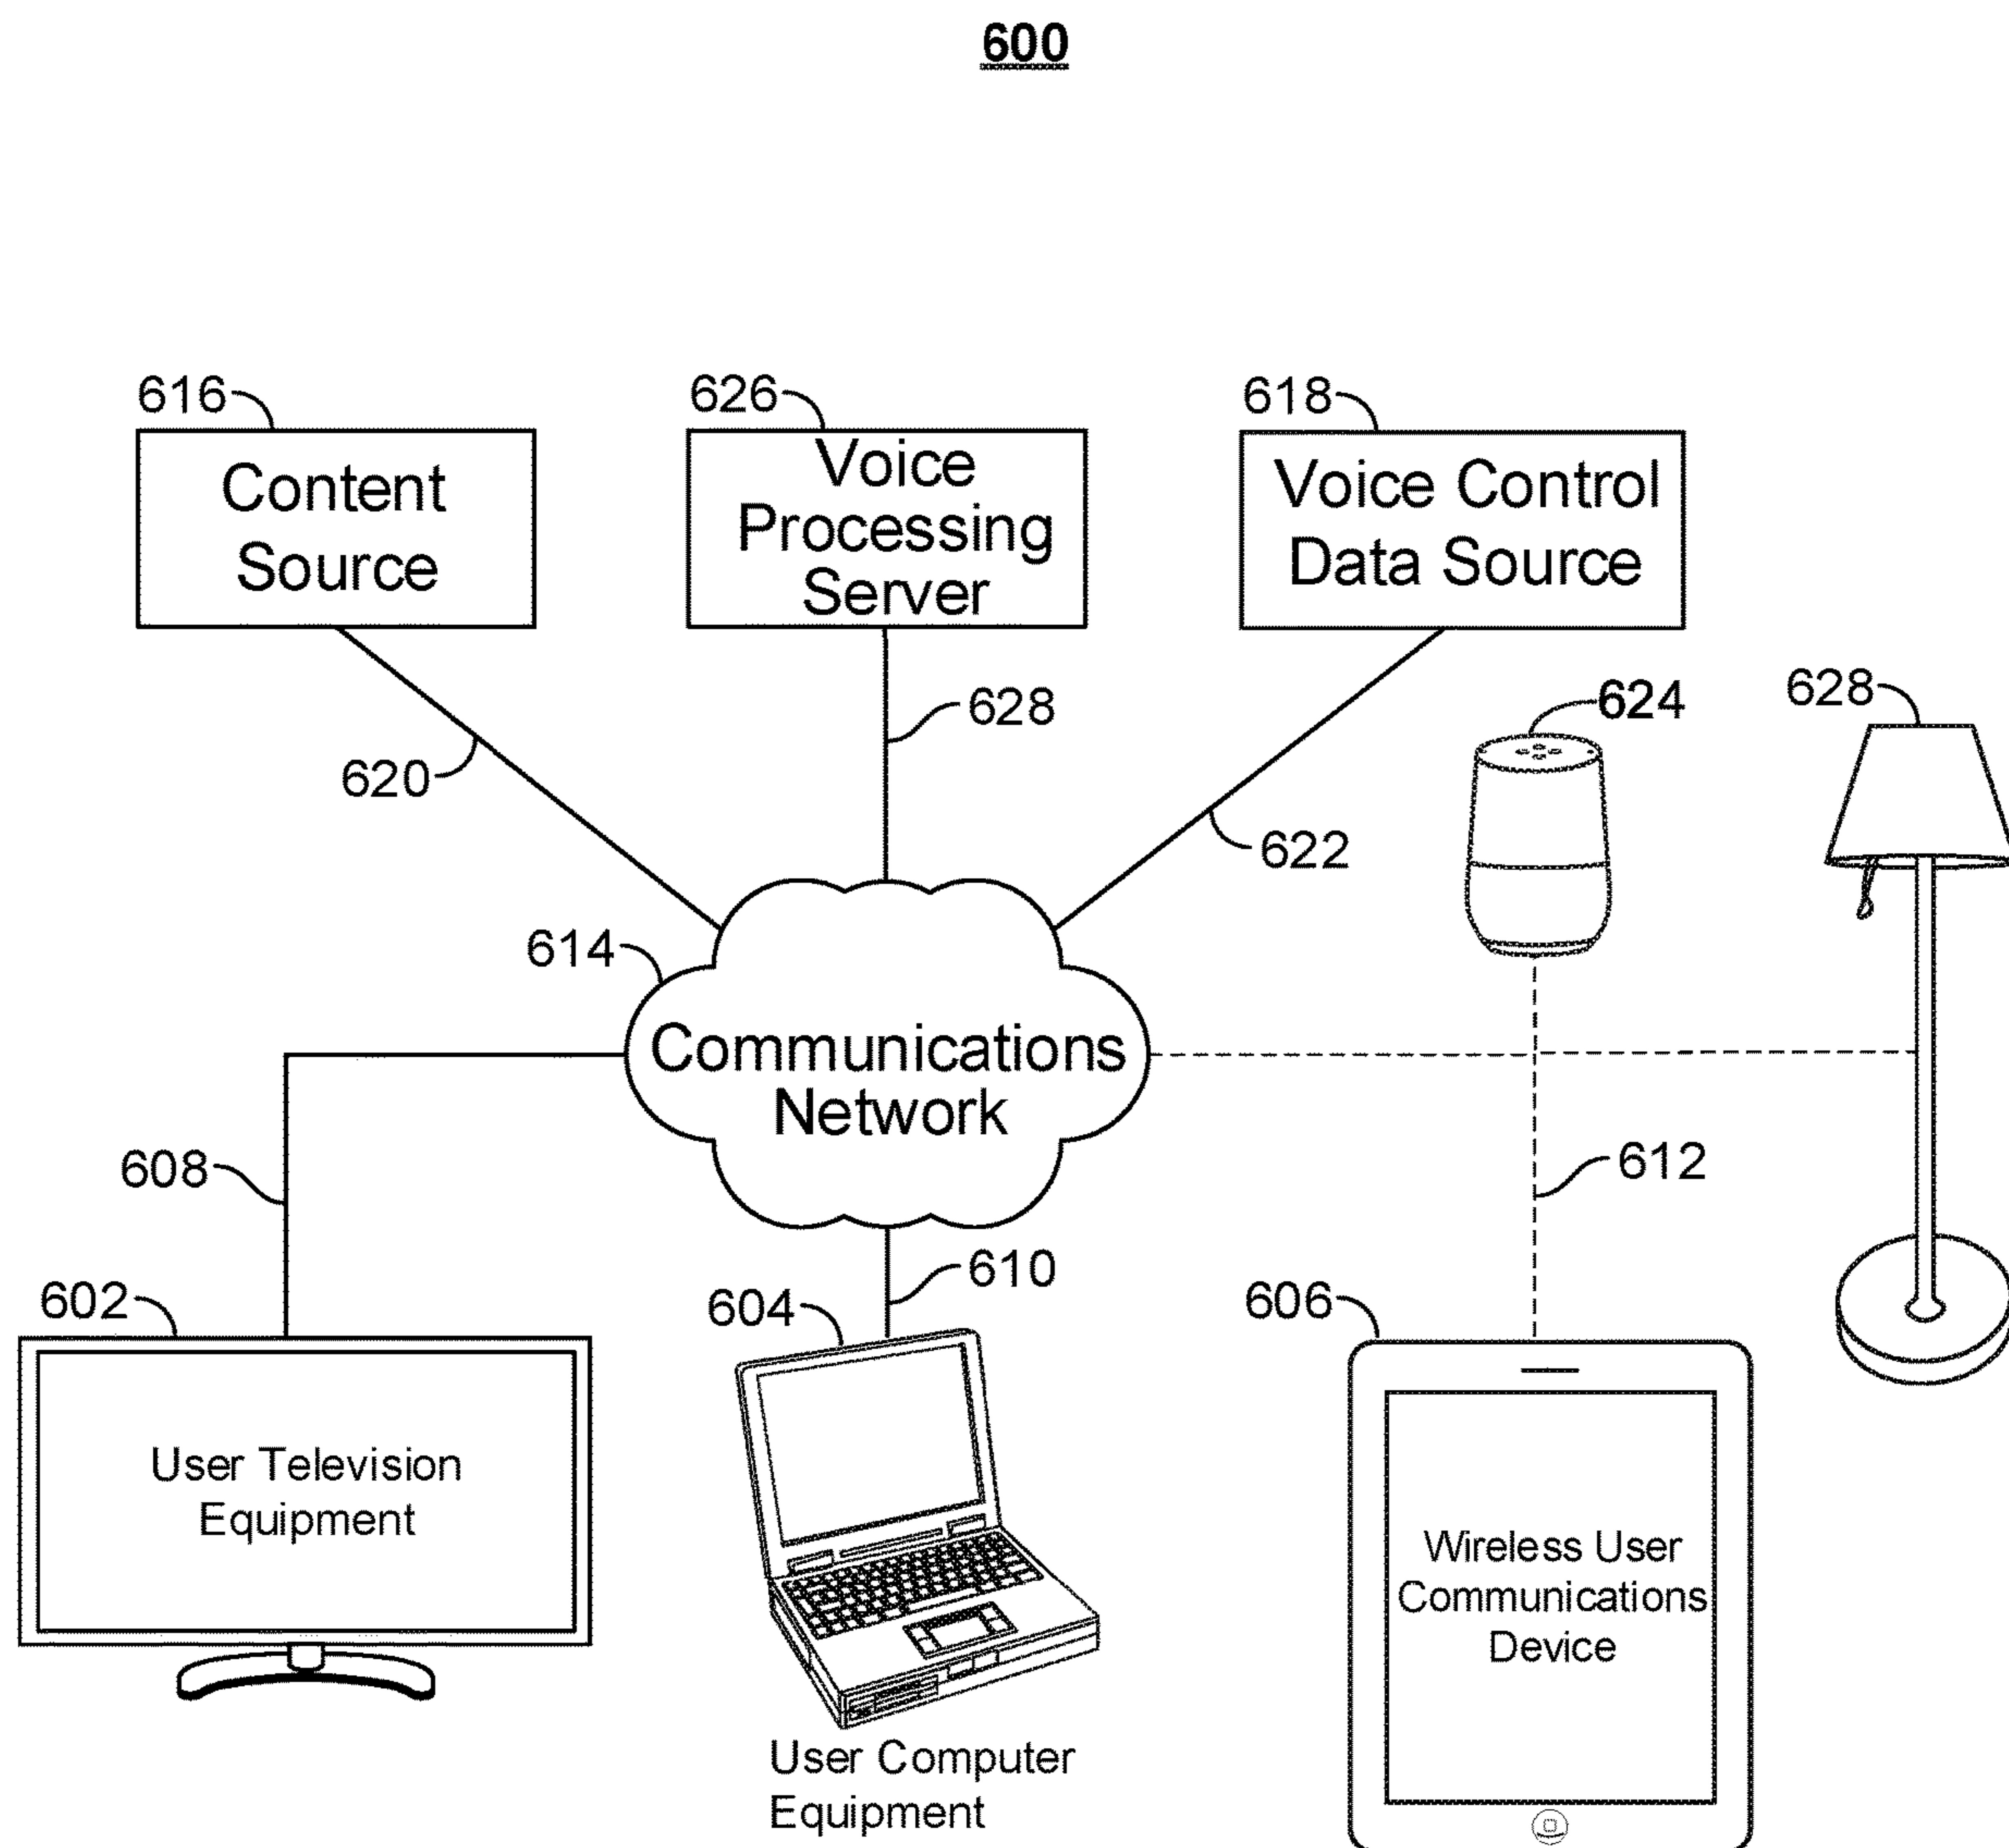 600
616
626
618
Content
Source
Voice
Processing
Server
Voice Control
Data Source
620
628
622
624
628
614
Communications
Network
608
612
610
602
604
606
User Television
Equipment
Wireless User
Communications
Device
User Computer
Equipment